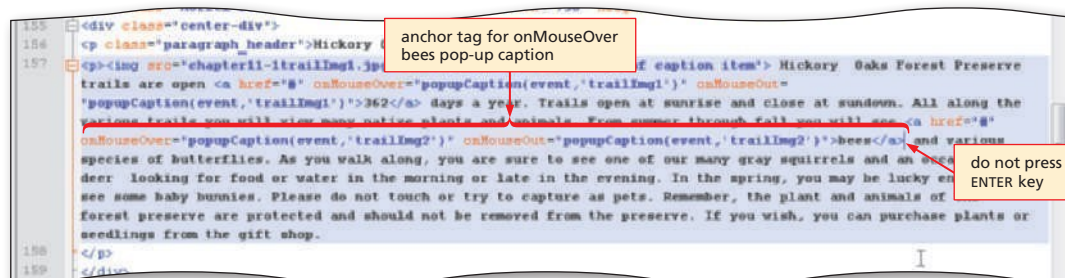 155 <div class="center-div">
156 <p class="paragraph_header">Hickory
anchor tag for onMouseOver
bees pop-up caption
157 <p><img src="chapter11-1trailImg1.jpg of caption item"> Hickory Oaks Forest Preserve
trails are open <a href="#" onMouseOver="popupCaption(event,'trailImg1')" onMouseOut=
"popupCaption(event,'trailImg1')">362</a> days a year. Trails open at sunrise and close at sundown. All along the
various trails you will view many native plants and animals. From summer through fall you will see <a href="#"
onMouseOver="popupCaption(event,'trailImg2')" onMouseOut="popupCaption(event,'trailImg2')">bees</a> and various
species of butterflies. As you walk along, you are sure to see one of our many gray squirrels and an
do not press
ENTER key
deer looking for food or water in the morning or late in the evening. In the spring, you may be lucky
see some baby bunnies. Please do not touch or try to capture as pets. Remember, the plant and animals of
forest preserve are protected and should not be removed from the preserve. If you wish, you can purchase plants or
seedlings from the gift shop.
158 </p>
159 </div>